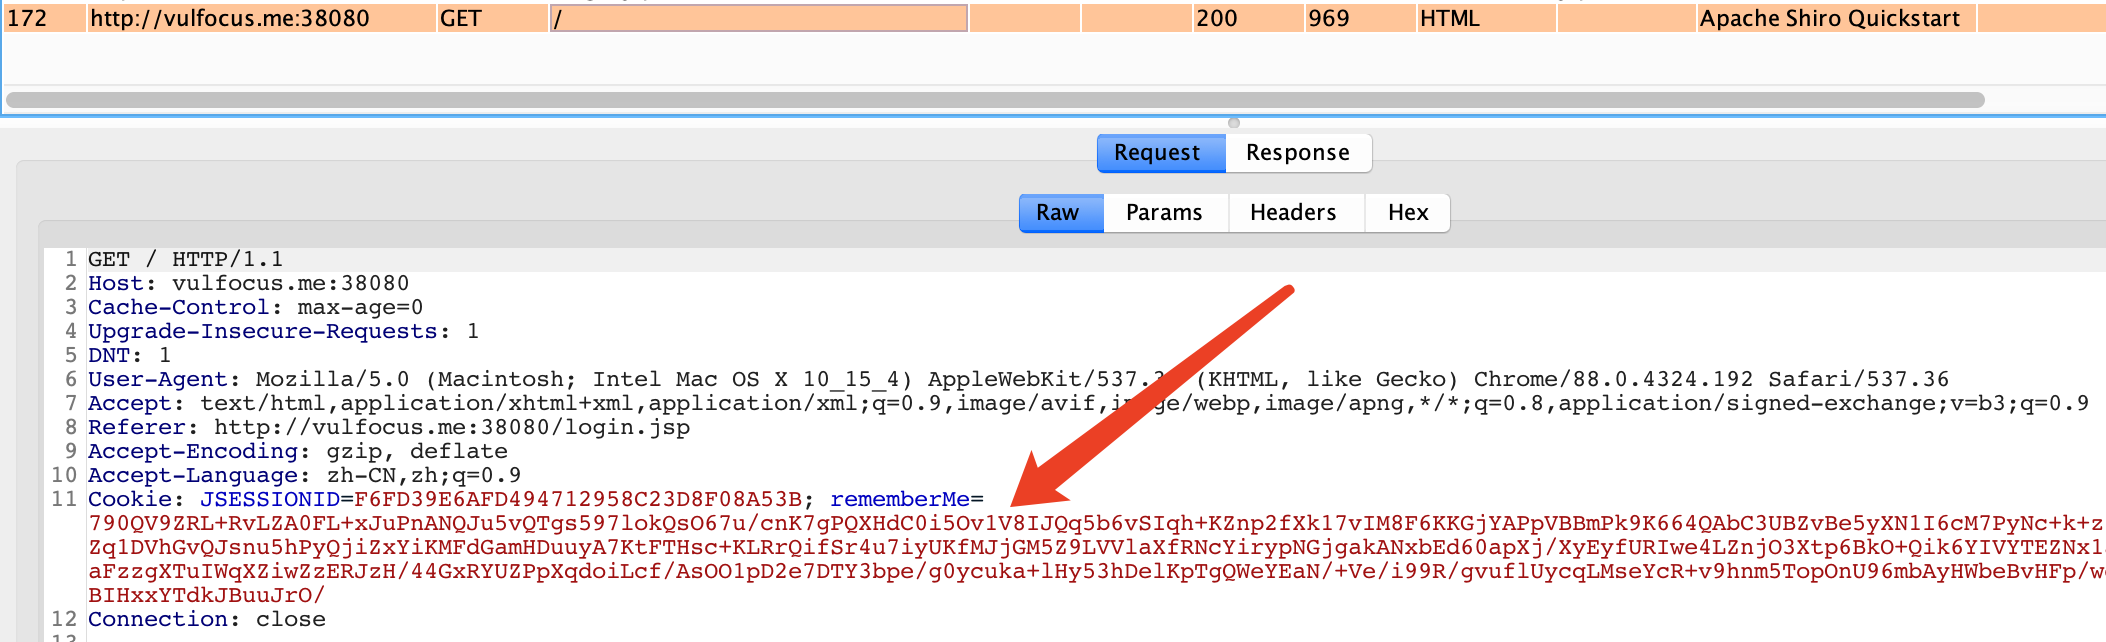 172 http://vulfocus.me:38080 GET / 200 969 HTML Apache Shiro Quickstart
Request Response
Raw Params Headers Hex
1 GET / HTTP/1.1
2 Host: vulfocus.me:38080
3 Cache-Control: max-age=0
4 Upgrade-Insecure-Requests: 1
5 DNT: 1
6 User-Agent: Mozilla/5.0 (Macintosh; Intel Mac OS X 10_15_4) AppleWebKit/537. (KHTML, like Gecko) Chrome/88.0.4324.192 Safari/537.36
7 Accept: text/html,application/xhtml+xml,application/xml;q=0.9,image/avif,image/webp,image/apng,*/*;q=0.8,application/signed-exchange;v=b3;q=0.9
8 Referer: http://vulfocus.me:38080/login.jsp
9 Accept-Encoding: gzip, deflate
10 Accept-Language: zh-CN,zh;q=0.9
11 Cookie: JSESSIONID=F6FD39E6AFD494712958C23D8F08A53B; rememberMe=
790QV9ZRL+RvLZA0FL+xJuPnANQJu5vQTgs597lokQsO67u/cnK7gPQXHdC0i5Ov1V8IJQq5b6vSIqh+KZnp2fXk17vIM8F6KKGjYAPpVBBmPk9K664QAbC3UBZvBe5yXN1I6cM7PyNc+k+z
Zq1DVhGvQJsnu5hPyQjiZxYiKMFdGamHDuuyA7KtFTHsc+KLRrQifSr4u7iyUKfMJjGM5Z9LVVlaXfRNcYirypNGjgakANxbEd60apXj/XyEyfURIwe4LZnjO3Xtp6BkO+Qik6YIVYTEZNx1
aFzzgXTuIWqXZiwZzERJzH/44GxRYUZPpXqdoiLcf/AsOO1pD2e7DTY3bpe/g0ycuka+lHy53hDelKpTgQWeYEaN/+Ve/i99R/gvuflUycqLMseYcR+v9hnm5TopOnU96mbAyHWbeBvHFp/w
BIHxxYTdkJBuuJrO/
12 Connection: close